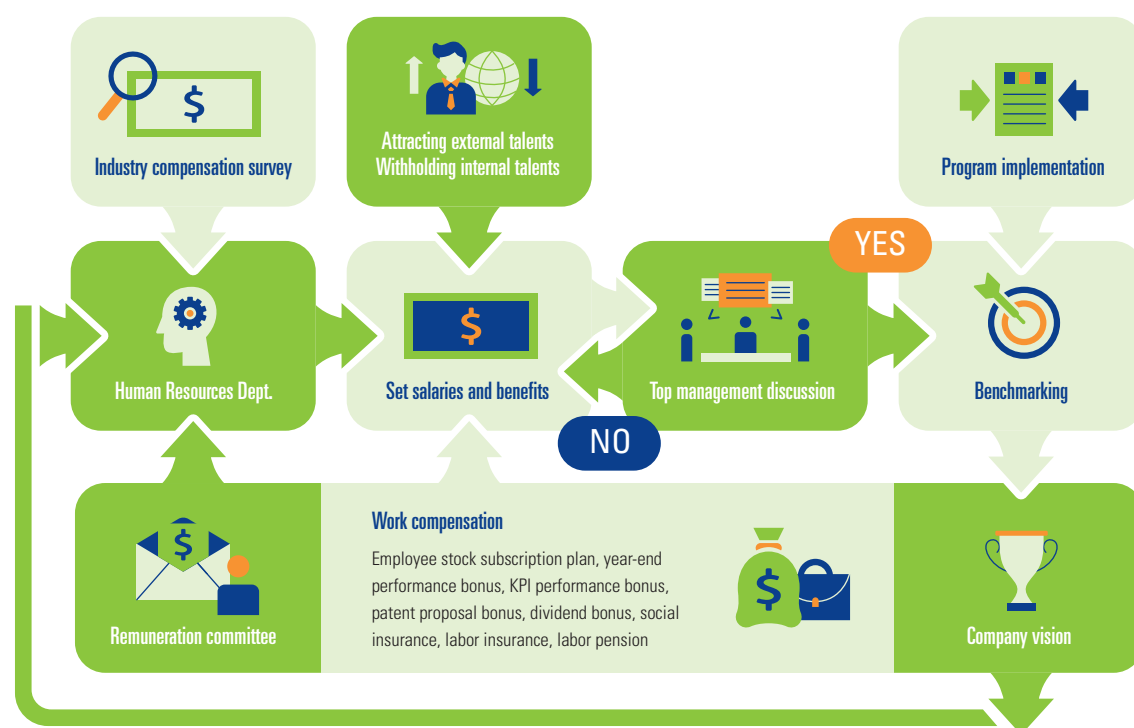 $
Industry compensation survey
Attracting external talents
Withholding internal talents
Program implementation
YES
Human Resources Dept.
$
Set salaries and benefits
Top management discussion
Benchmarking
NO
$
Remuneration committee
Work compensation
Employee stock subscription plan, year-end
performance bonus, KPI performance bonus,
patent proposal bonus, dividend bonus, social
insurance, labor insurance, labor pension
$
Company vision